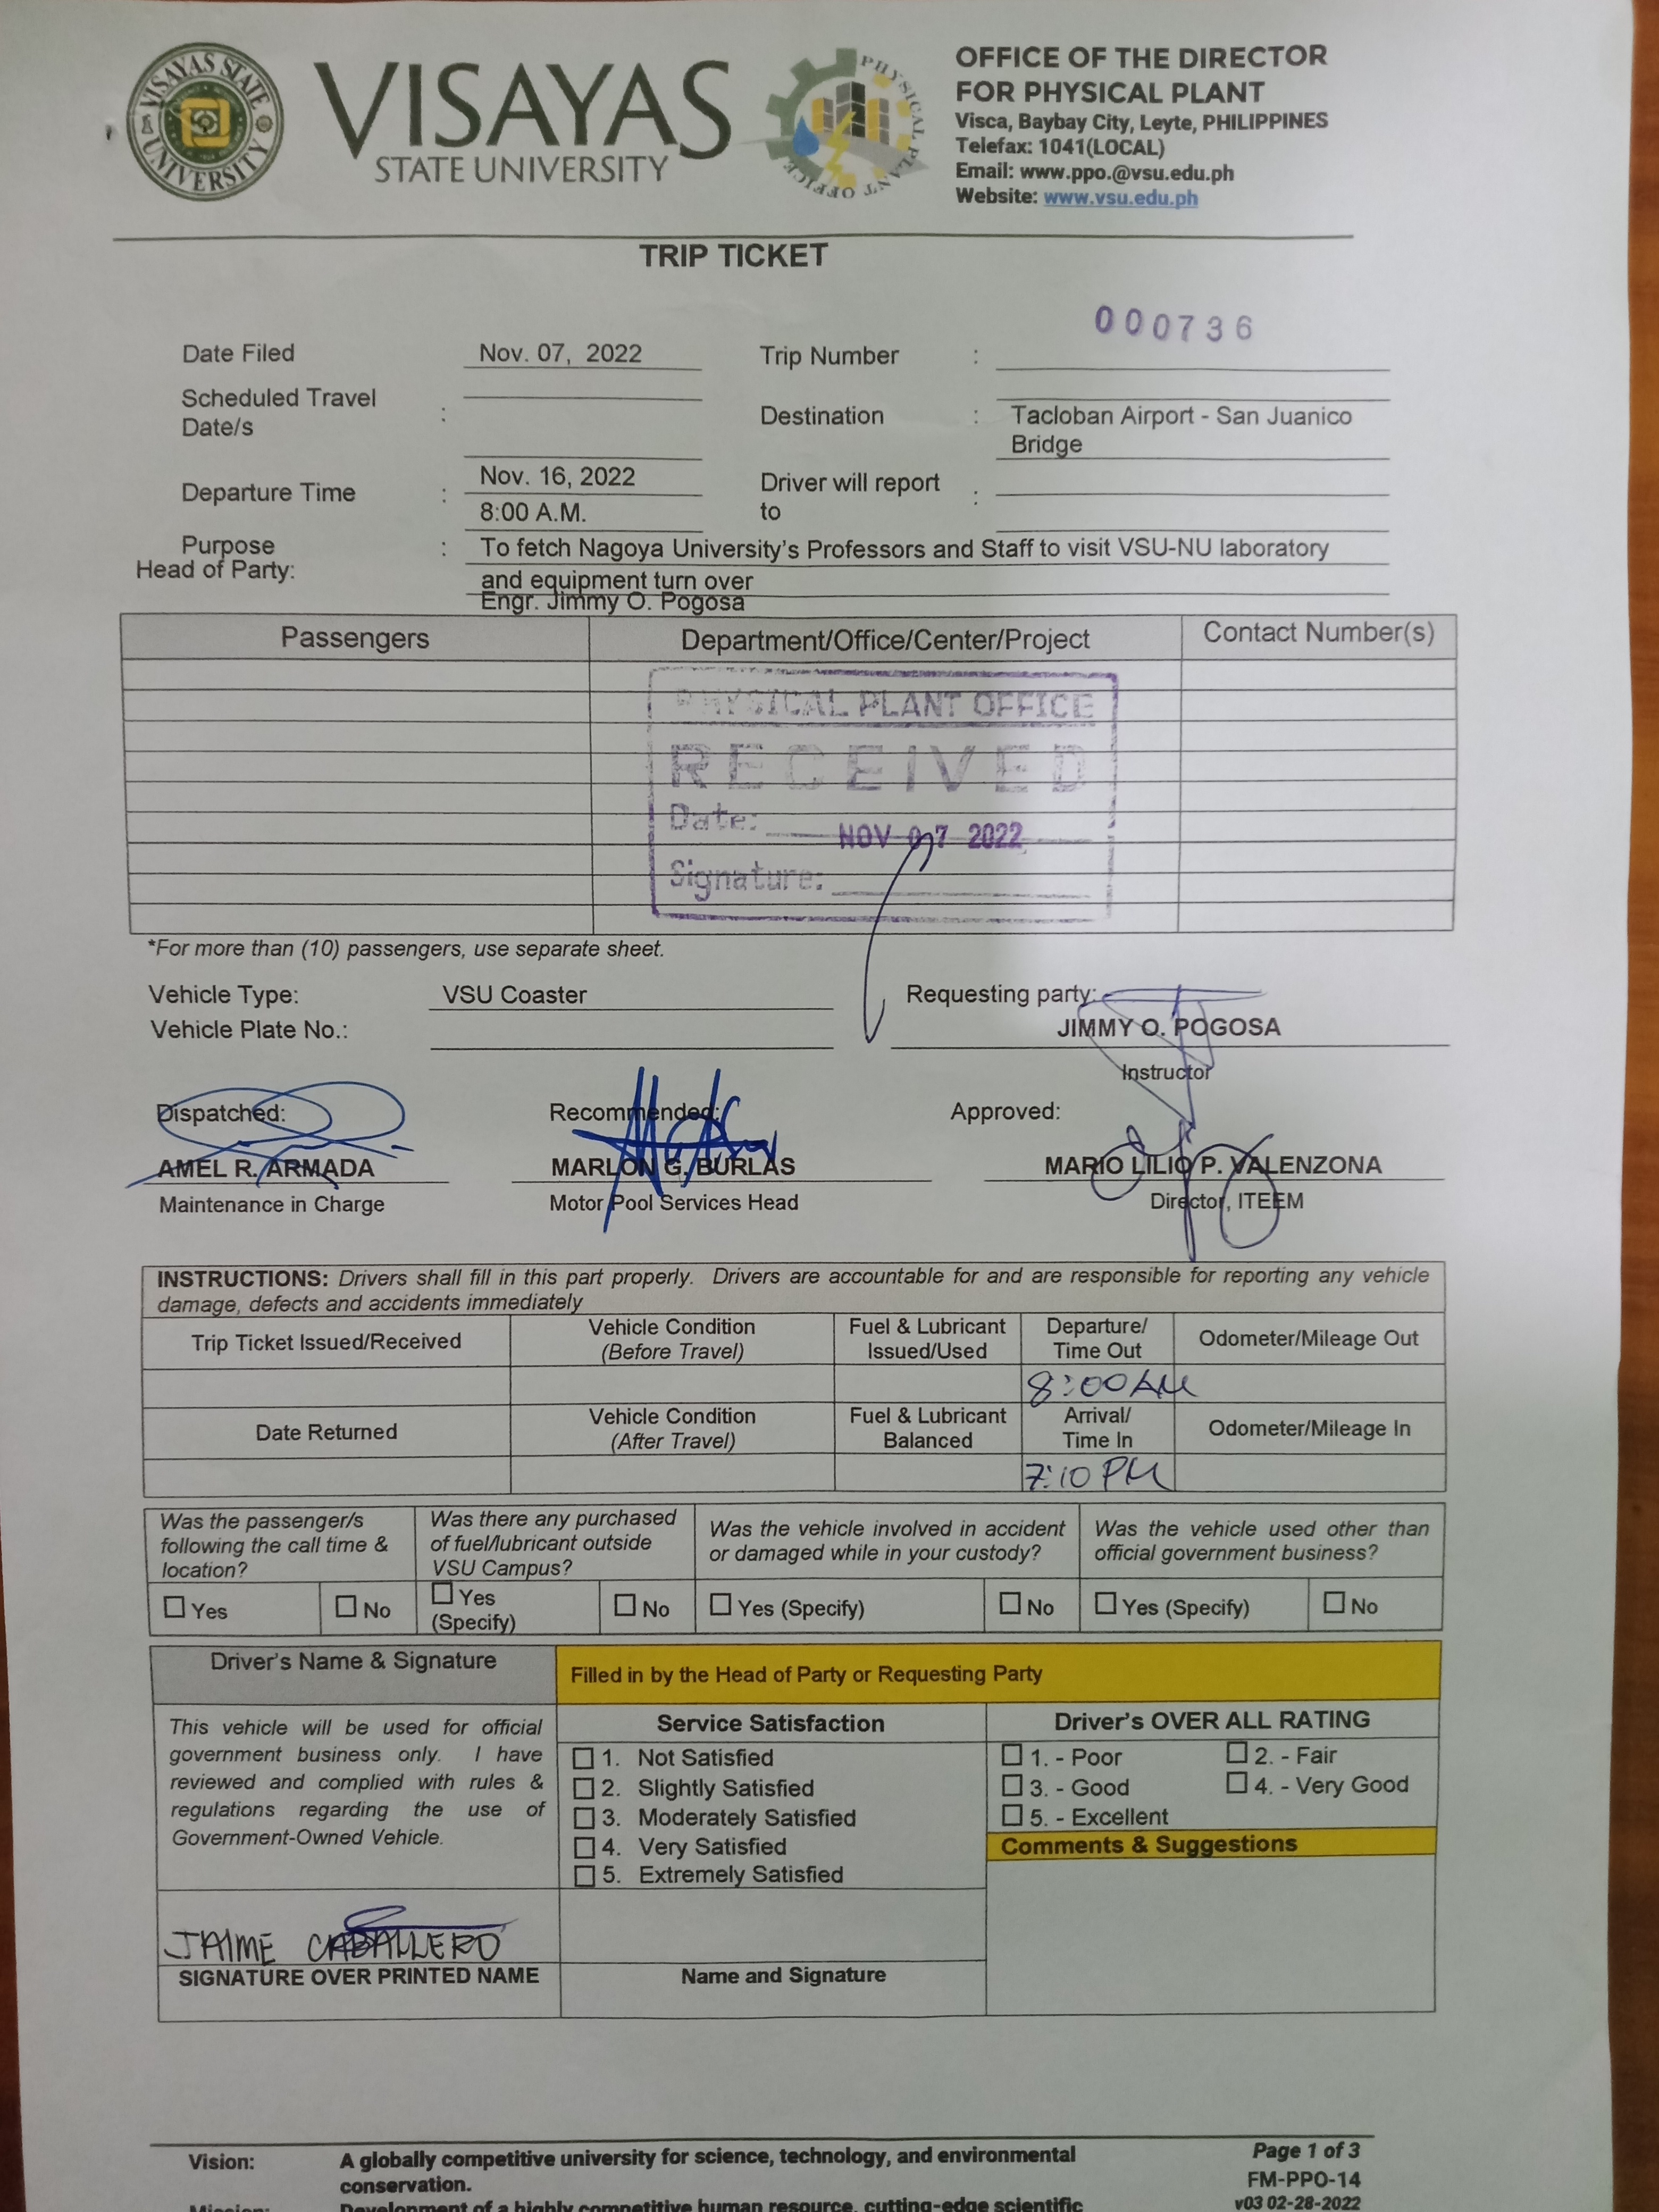 VISAYAS STATE UNIVERSITY
VISAYAS
STATE UNIVERSITY
PHYSICAL PLANT OFFICE
OFFICE OF THE DIRECTOR
FOR PHYSICAL PLANT
Visca, Baybay City, Leyte, PHILIPPINES
Telefax: 1041(LOCAL)
Email: www.ppo.@vsu.edu.ph
Website: www.vsu.edu.ph
TRIP TICKET
000736
Date Filed Nov. 07, 2022 Trip Number :
Scheduled Travel Date/s : Destination : Tacloban Airport - San Juanico
Bridge
Nov. 16, 2022
Departure Time : 8:00 A.M. Driver will report to :
Purpose : To fetch Nagoya University's Professors and Staff to visit VSU-NU laboratory
and equipment turn over
Head of Party: Engr. Jimmy O. Pogosa
Passengers Department/Office/Center/Project Contact Number(s)
PHYSICAL PLANT OFFICE
RECEIVED
Date: NOV 07 2022
Signature:
*For more than (10) passengers, use separate sheet.
Vehicle Type: VSU Coaster Requesting party:
Vehicle Plate No.: JIMMY O. POGOSA
Instructor
Dispatched: Recommended: Approved:
AMEL R. ARMADA MARLON G. BURLAS MARIO LILIO P. VALENZONA
Maintenance in Charge Motor Pool Services Head Director, ITEEM
INSTRUCTIONS: Drivers shall fill in this part properly. Drivers are accountable for and are responsible for reporting any vehicle
damage, defects and accidents immediately
Trip Ticket Issued/Received Vehicle Condition (Before Travel) Fuel & Lubricant Issued/Used Departure/ Time Out Odometer/Mileage Out
8:00 AM
Date Returned Vehicle Condition (After Travel) Fuel & Lubricant Balanced Arrival/ Time In Odometer/Mileage In
7:10 PM
Was the passenger/s following the call time & location? Was there any purchased of fuel/lubricant outside VSU Campus? Was the vehicle involved in accident or damaged while in your custody? Was the vehicle used other than official government business?
Yes No Yes (Specify) No Yes (Specify) No Yes (Specify) No
Driver's Name & Signature Filled in by the Head of Party or Requesting Party
This vehicle will be used for official
government business only. I have
reviewed and complied with rules &
regulations regarding the use of
Government-Owned Vehicle.
Service Satisfaction
1. Not Satisfied
2. Slightly Satisfied
3. Moderately Satisfied
4. Very Satisfied
5. Extremely Satisfied
Driver's OVER ALL RATING
1. - Poor 2. - Fair
3. - Good 4. - Very Good
5. - Excellent
Comments & Suggestions
JAIME CABALLERO
SIGNATURE OVER PRINTED NAME Name and Signature
Vision: A globally competitive university for science, technology, and environmental
conservation.
Mission: Development of a highly competitive human resource, cutting-edge scientific
Page 1 of 3
FM-PPO-14
v03 02-28-2022